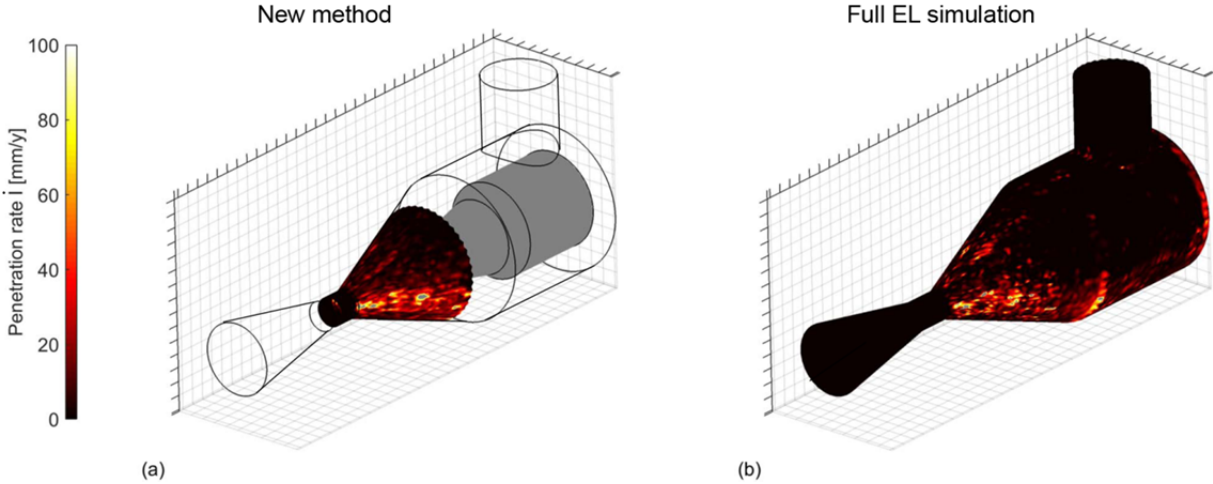 New method
Full EL simulation
100
80
60
40
20
0
Penetration rate İ [mm/y]
(a)
(b)